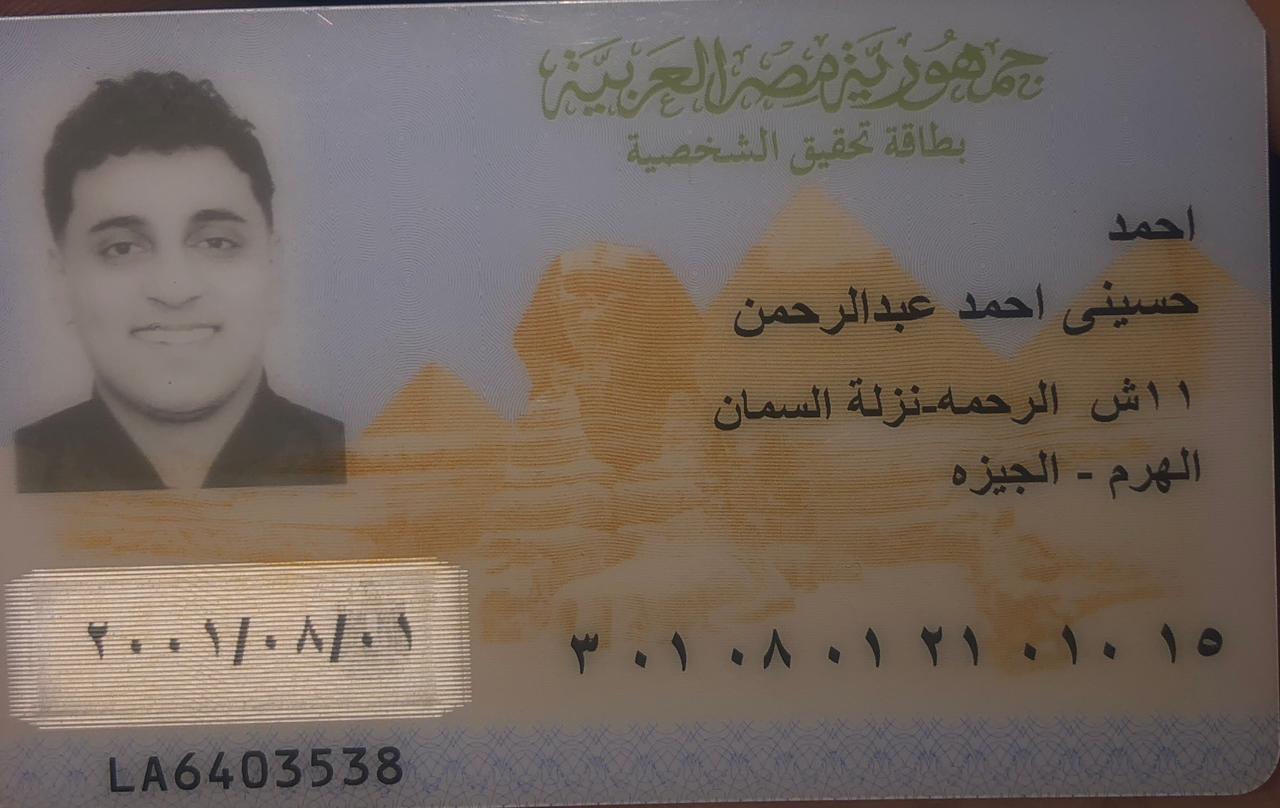 جمهورية مصر العربية
بطاقة تحقيق الشخصية
احمد
حسينى احمد عبدالرحمن
١١ش الرحمه-نزلة السمان
الهرم - الجيزه
٣٠١٠٨٠١٢١٠١٠١٥
٢٠٠١/٠٨/٠١
LA6403538